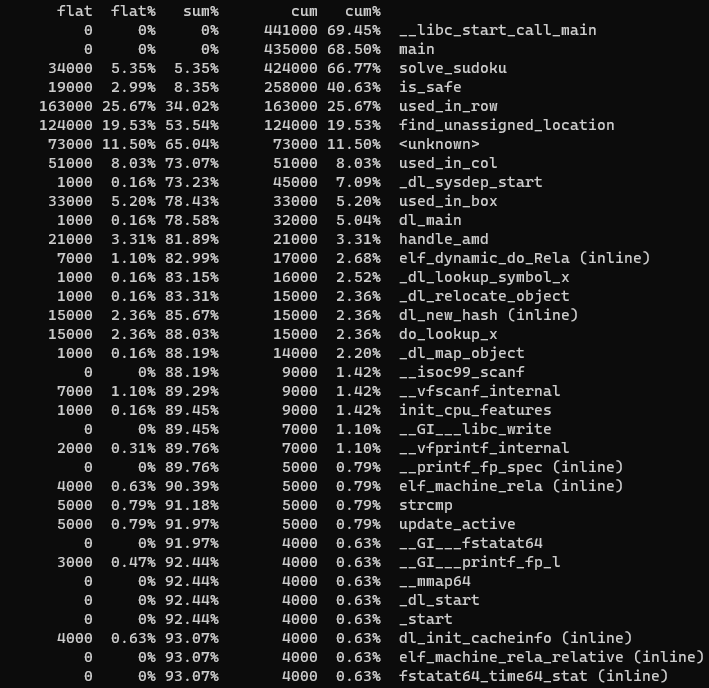 flat flat% sum% cum cum%
0 0% 0% 441000 69.45% __libc_start_call_main
0 0% 0% 435000 68.50% main
34000 5.35% 5.35% 424000 66.77% solve_sudoku
19000 2.99% 8.35% 258000 40.63% is_safe
163000 25.67% 34.02% 163000 25.67% used_in_row
124000 19.53% 53.54% 124000 19.53% find_unassigned_location
73000 11.50% 65.04% 73000 11.50% <unknown>
51000 8.03% 73.07% 51000 8.03% used_in_col
1000 0.16% 73.23% 45000 7.09% _dl_sysdep_start
33000 5.20% 78.43% 33000 5.20% used_in_box
1000 0.16% 78.58% 32000 5.04% dl_main
21000 3.31% 81.89% 21000 3.31% handle_amd
7000 1.10% 82.99% 17000 2.68% elf_dynamic_do_Rela (inline)
1000 0.16% 83.15% 16000 2.52% _dl_lookup_symbol_x
1000 0.16% 83.31% 15000 2.36% _dl_relocate_object
15000 2.36% 85.67% 15000 2.36% dl_new_hash (inline)
15000 2.36% 88.03% 15000 2.36% do_lookup_x
1000 0.16% 88.19% 14000 2.20% _dl_map_object
0 0% 88.19% 9000 1.42% __isoc99_scanf
7000 1.10% 89.29% 9000 1.42% __vfscanf_internal
1000 0.16% 89.45% 9000 1.42% init_cpu_features
0 0% 89.45% 7000 1.10% __GI___libc_write
2000 0.31% 89.76% 7000 1.10% __vfprintf_internal
0 0% 89.76% 5000 0.79% __printf_fp_spec (inline)
4000 0.63% 90.39% 5000 0.79% elf_machine_rela (inline)
5000 0.79% 91.18% 5000 0.79% strcmp
5000 0.79% 91.97% 5000 0.79% update_active
0 0% 91.97% 4000 0.63% __GI___fstatat64
3000 0.47% 92.44% 4000 0.63% __GI___printf_fp_l
0 0% 92.44% 4000 0.63% __mmap64
0 0% 92.44% 4000 0.63% _dl_start
0 0% 92.44% 4000 0.63% _start
4000 0.63% 93.07% 4000 0.63% dl_init_cacheinfo (inline)
0 0% 93.07% 4000 0.63% elf_machine_rela_relative (inline)
0 0% 93.07% 4000 0.63% fstatat64_time64_stat (inline)